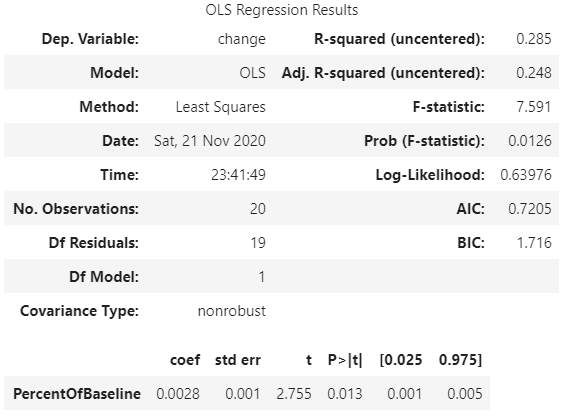 OLS Regression Results
Dep. Variable: change R-squared (uncentered): 0.285
Model: OLS Adj. R-squared (uncentered): 0.248
Method: Least Squares F-statistic: 7.591
Date: Sat, 21 Nov 2020 Prob (F-statistic): 0.0126
Time: 23:41:49 Log-Likelihood: 0.63976
No. Observations: 20 AIC: 0.7205
Df Residuals: 19 BIC: 1.716
Df Model: 1
Covariance Type: nonrobust
coef std err t P>|t| [0.025 0.975]
PercentOfBaseline 0.0028 0.001 2.755 0.013 0.001 0.005